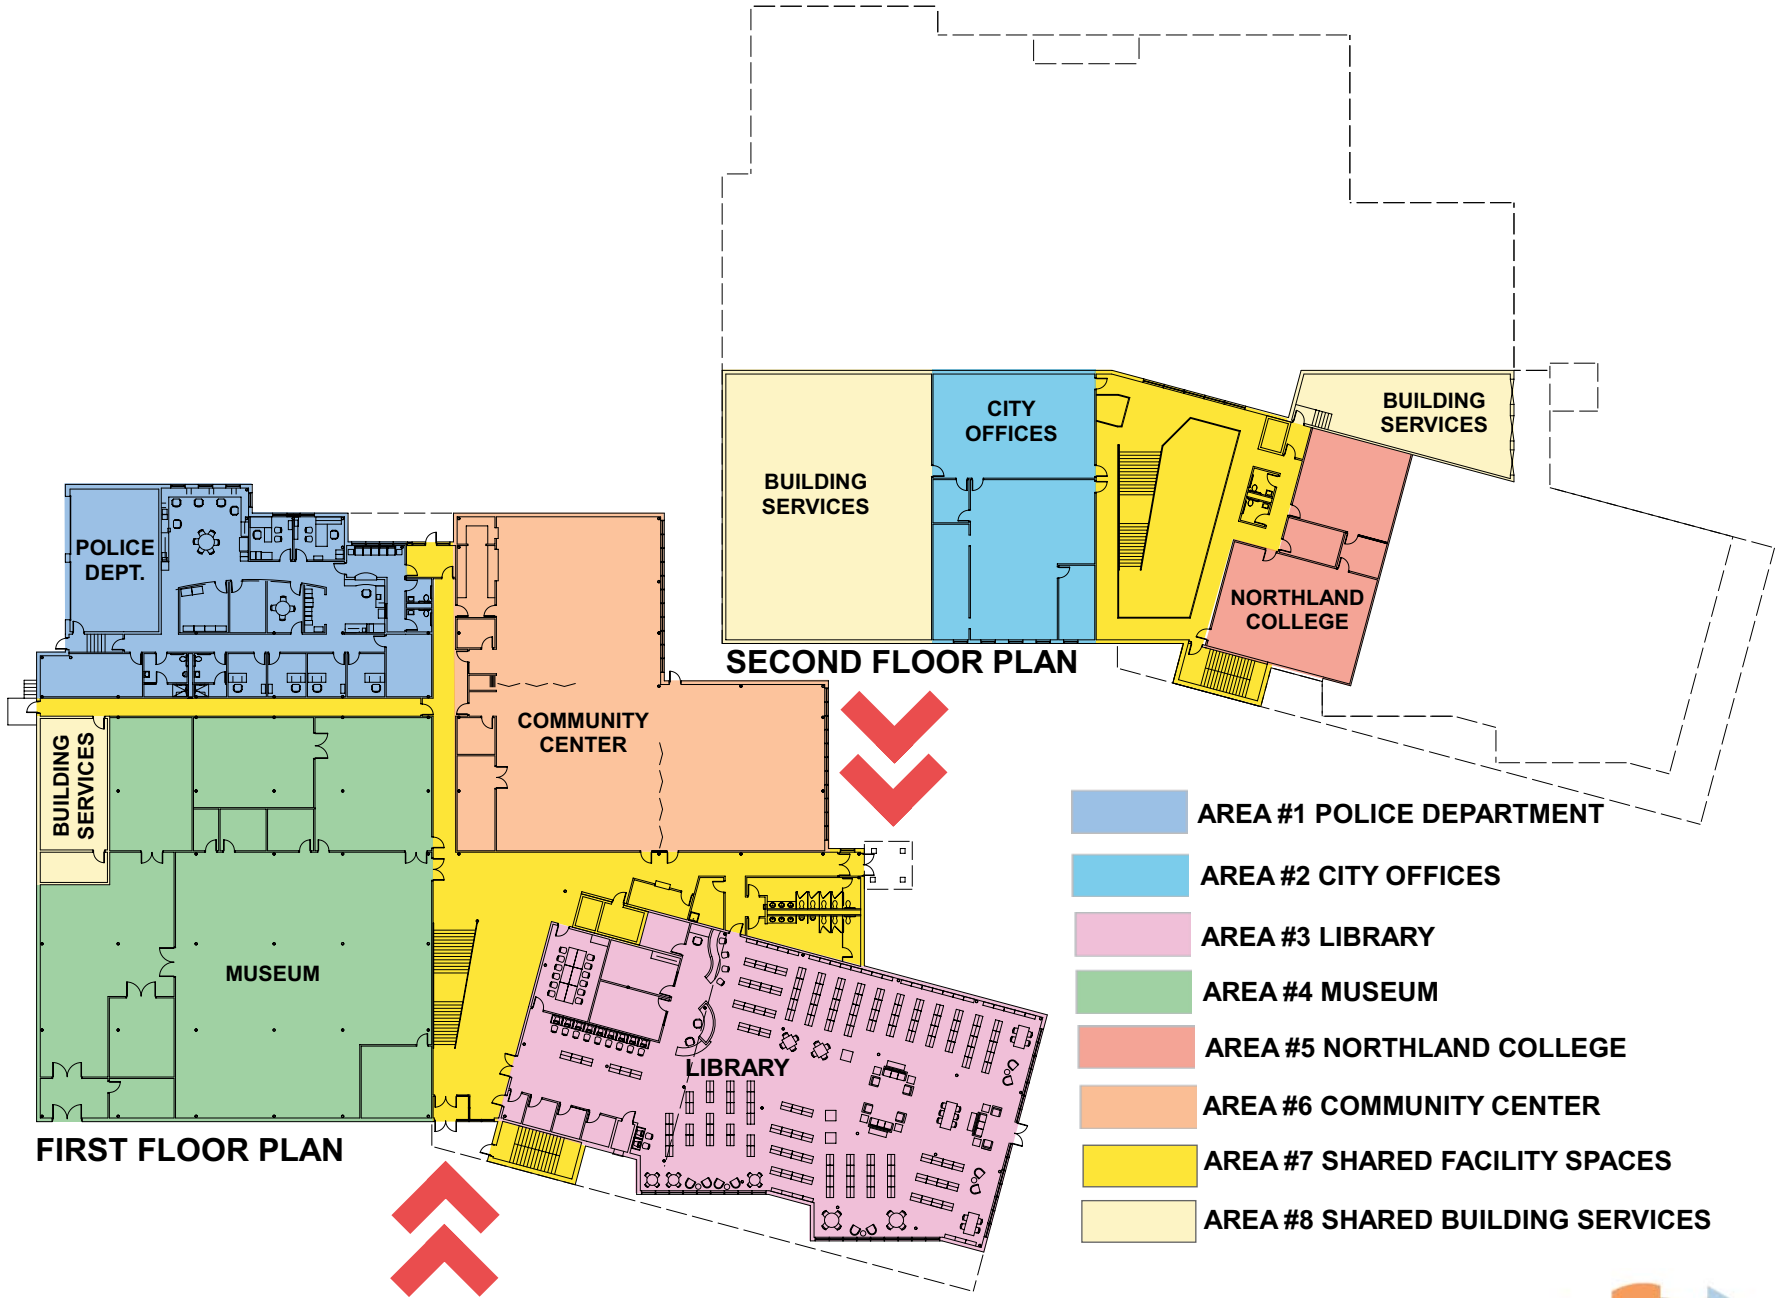 CITY
OFFICES
BUILDING
SERVICES
BUILDING
SERVICES
NORTHLAND
COLLEGE
SECOND FLOOR PLAN
POLICE
DEPT.
COMMUNITY
CENTER
BUILDING
SERVICES
MUSEUM
LIBRARY
FIRST FLOOR PLAN
AREA #1 POLICE DEPARTMENT
AREA #2 CITY OFFICES
AREA #3 LIBRARY
AREA #4 MUSEUM
AREA #5 NORTHLAND COLLEGE
AREA #6 COMMUNITY CENTER
AREA #7 SHARED FACILITY SPACES
AREA #8 SHARED BUILDING SERVICES